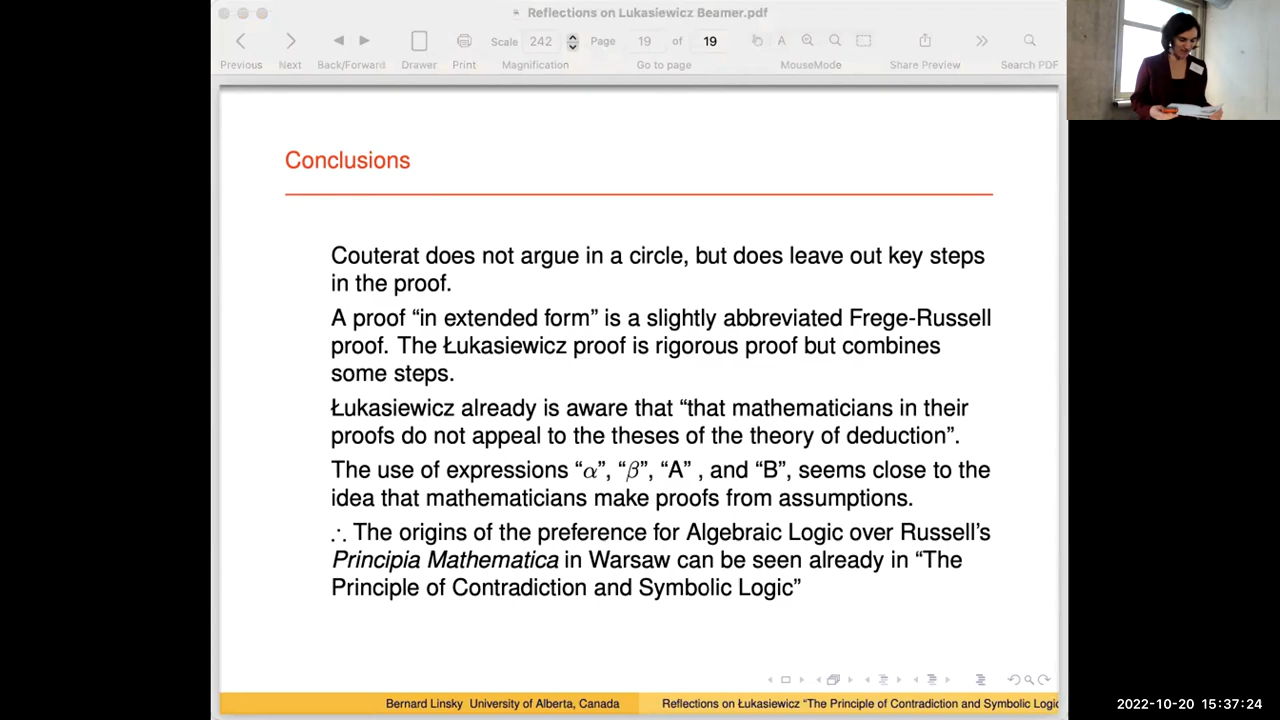 Reflections on Lukasiewicz Beamer.pdf
Scale 242 Page 19 of 19 A
Previous Next Back/Forward Drawer Print Magnification Go to page MouseMode Share Preview Search PDF
Conclusions
Couterat does not argue in a circle, but does leave out key steps
in the proof.
A proof “in extended form” is a slightly abbreviated Frege-Russell
proof. The Łukasiewicz proof is rigorous proof but combines
some steps.
Łukasiewicz already is aware that “that mathematicians in their
proofs do not appeal to the theses of the theory of deduction”.
The use of expressions “α”, “β”, “A” , and “B”, seems close to the
idea that mathematicians make proofs from assumptions.
∴ The origins of the preference for Algebraic Logic over Russell’s
Principia Mathematica in Warsaw can be seen already in “The
Principle of Contradiction and Symbolic Logic”
Bernard Linsky University of Alberta, Canada Reflections on Łukasiewicz “The Principle of Contradiction and Symbolic Logic
2022-10-20 15:37:24